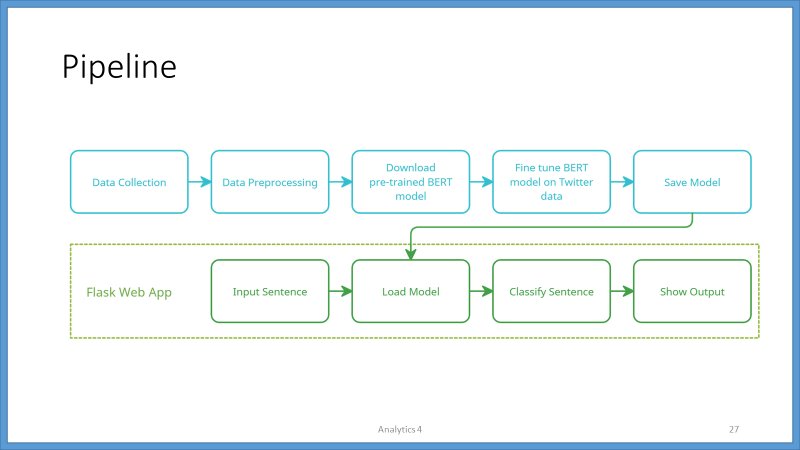 Pipeline
Data Collection
Data Preprocessing
Download
pre-trained BERT
model
Fine tune BERT
model on Twitter
data
Save Model
Flask Web App
Input Sentence
Load Model
Classify Sentence
Show Output
Analytics 4
27